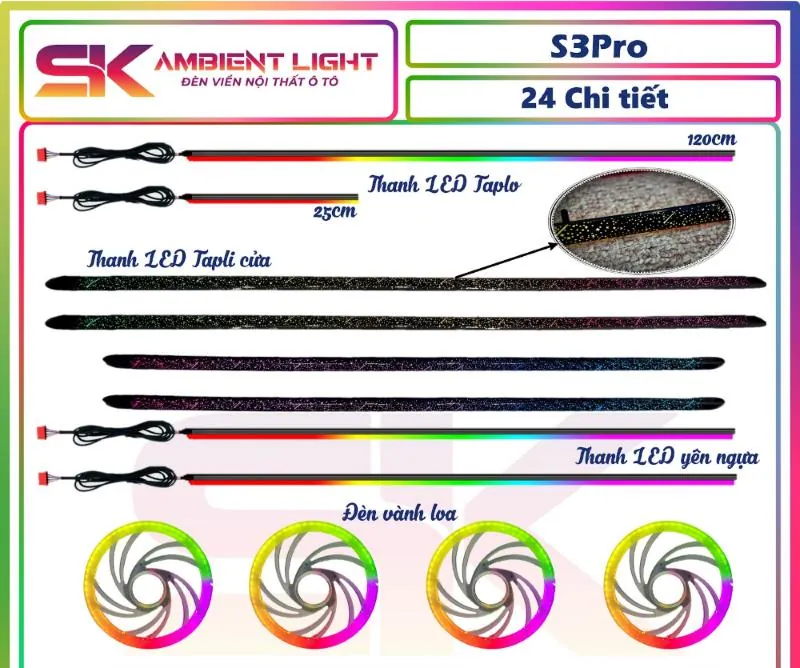 SK AMBIENT LIGHT
ĐÈN VIỀN NỘI THẤT Ô TÔ
S3Pro
24 Chi tiết
120CM
Thanh LED Taplo
25CM
Thanh LED Tapli cửa
Thanh LED yên ngựa
Đèn vành loa
SK